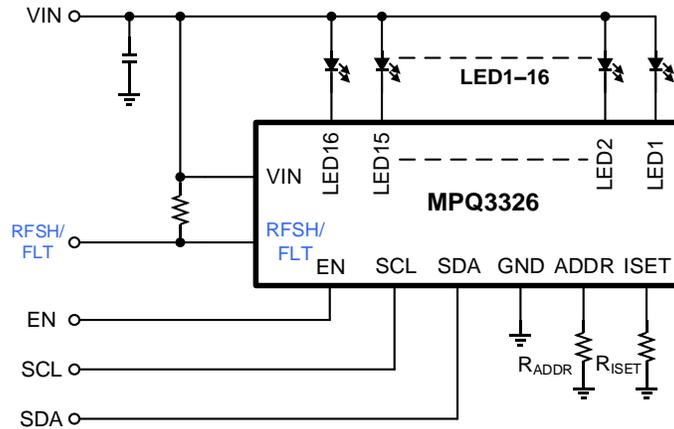 VIN
LED1–16
LED16
LED15
LED2
LED1
VIN
MPQ3326
RFSH/
FLT
RFSH/
FLT
EN
SCL
SDA
GND
ADDR
ISET
EN
RADDR
RISET
SCL
SDA